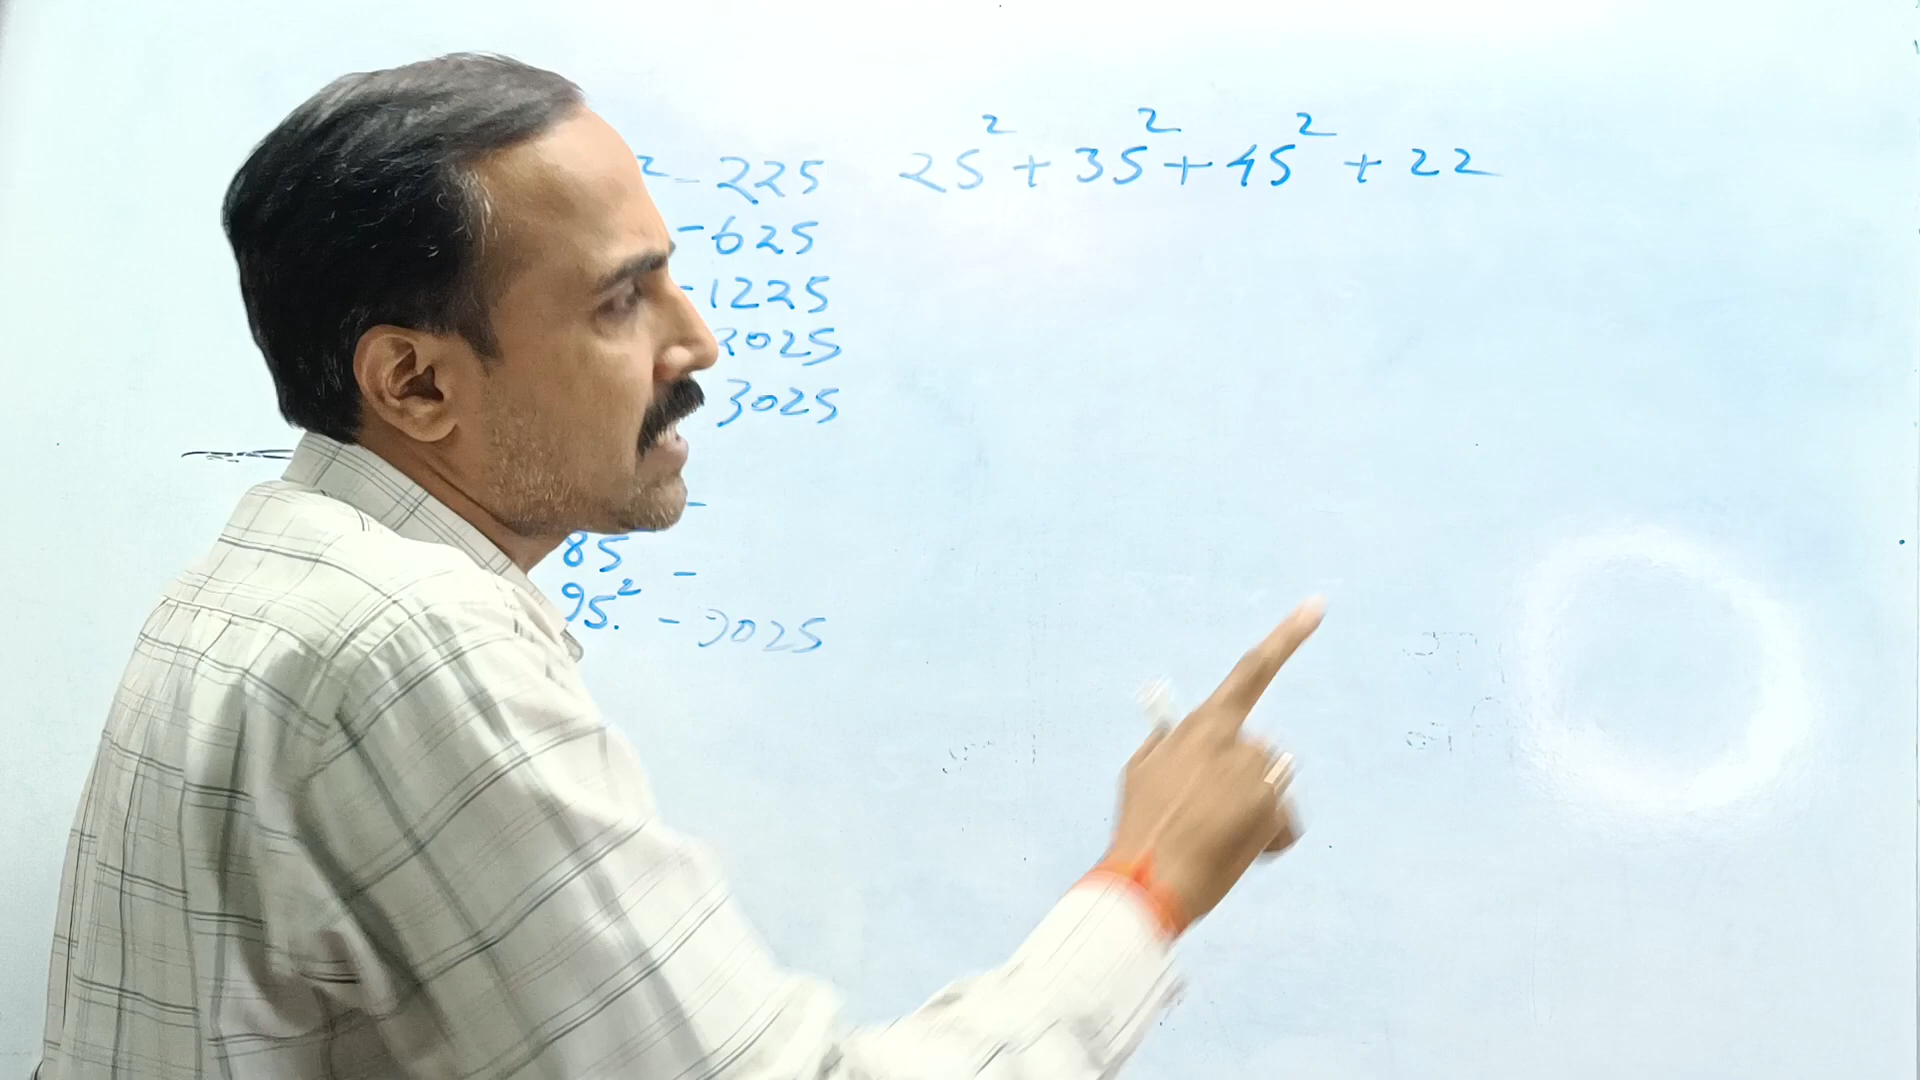 ² - 225
- 625
- 1225
2025
3025
-
85 -
95². - 9025
25² + 35² + 45² + 22